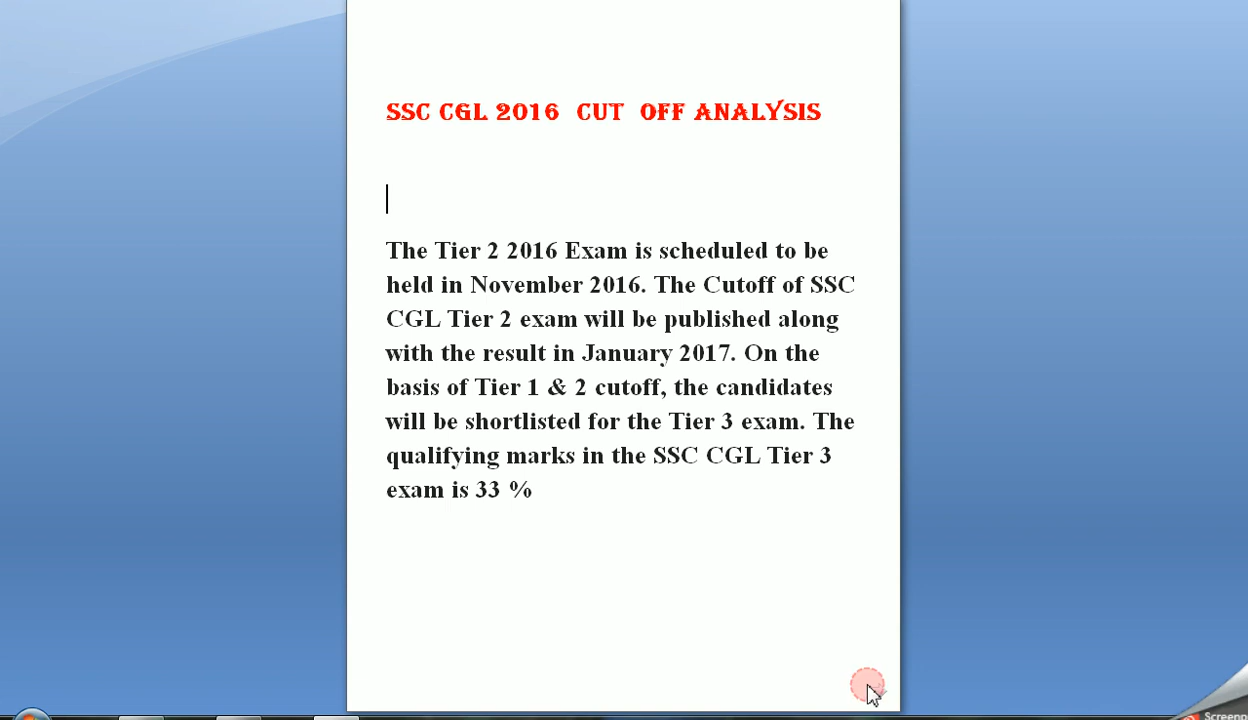 SSC CGL 2016 CUT OFF ANALYSIS
The Tier 2 2016 Exam is scheduled to be
held in November 2016. The Cutoff of SSC
CGL Tier 2 exam will be published along
with the result in January 2017. On the
basis of Tier 1 & 2 cutoff, the candidates
will be shortlisted for the Tier 3 exam. The
qualifying marks in the SSC CGL Tier 3
exam is 33 %